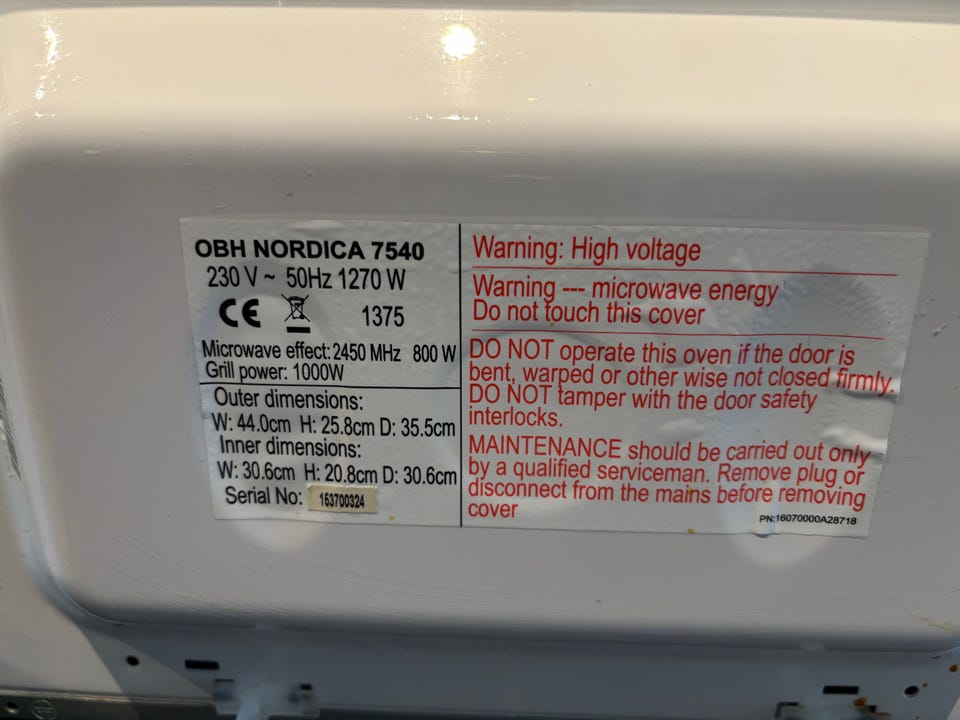 OBH NORDICA 7540
230 V ~ 50Hz 1270 W
CE 1375
Microwave effect: 2450 MHz 800 W
Grill power: 1000W
Outer dimensions:
W: 44.0cm H: 25.8cm D: 35.5cm
Inner dimensions:
W: 30.6cm H: 20.8cm D: 30.6cm
Serial No: 153700324
Warning: High voltage
Warning --- microwave energy
Do not touch this cover
DO NOT operate this oven if the door is
bent, warped or other wise not closed firmly.
DO NOT tamper with the door safety
interlocks.
MAINTENANCE should be carried out only
by a qualified serviceman. Remove plug or
disconnect from the mains before removing
cover
PN:16070000A28718